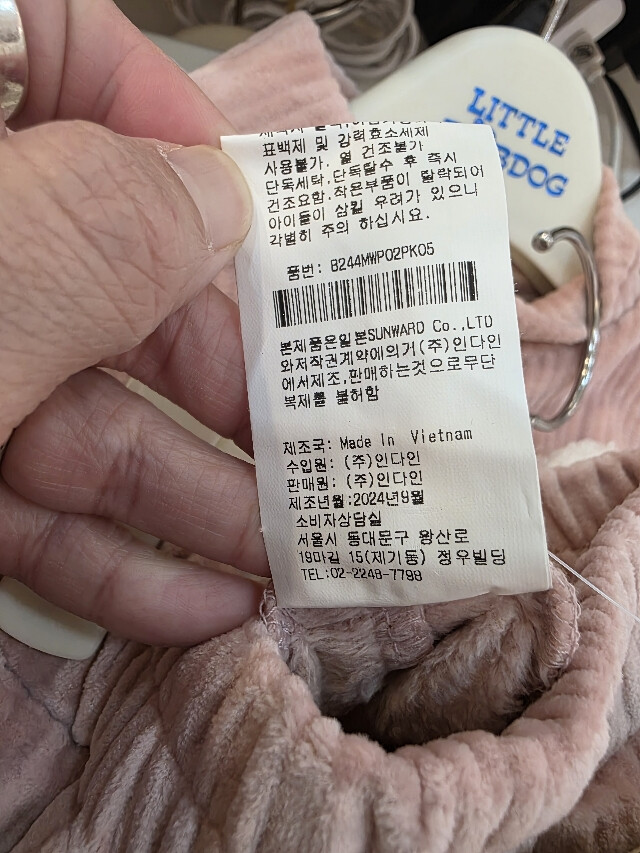 표백제 및 강력효소세제
사용불가. 열 건조불가
단독세탁.단독탈수 후 즉시
건조요함.작은부품이 탈락되어
아이들이 삼킬 우려가 있으니
각별히 주의 하십시요.
품번: B244MWP02PK05
본제품은일본SUNWARD Co.,LTD
와저작권계약에의거(주)인다인
에서제조,판매하는것으로무단
복제를 불허함
제조국: Made In Vietnam
수입원: (주)인다인
판매원: (주)인다인
제조년월:2024년9월
소비자상담실
서울시 동대문구 왕산로
19마길 15(제기동) 정우빌딩
TEL:02-2248-7798
LITTLE